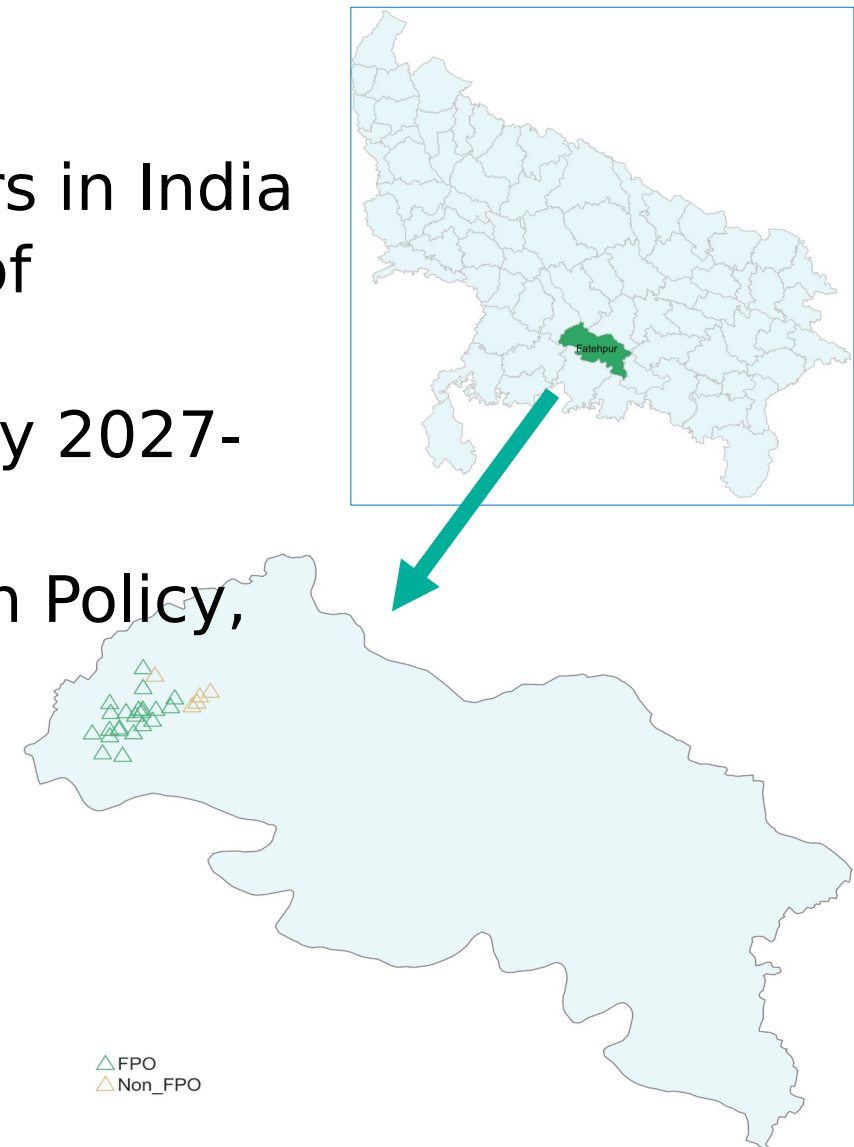 rs in India
of
y 2027-
n Policy,
Fatehpur
FPO
Non_FPO